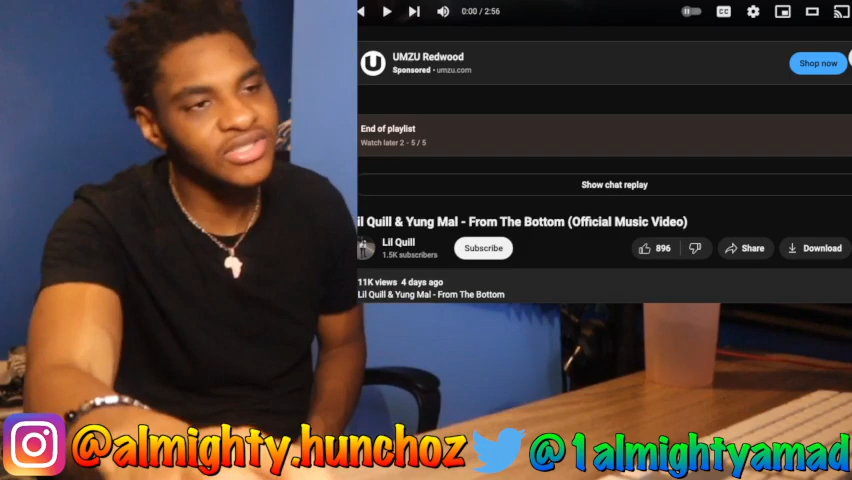 0:00 / 2:56
CC
UMZU Redwood
Sponsored • umzu.com
Shop now
End of playlist
Watch later 2 - 5 / 5
Show chat replay
il Quill & Yung Mal - From The Bottom (Official Music Video)
Lil Quill
1.5K subscribers
Subscribe
896
Share
Download
11K views 4 days ago
Lil Quill & Yung Mal - From The Bottom
@almighty.hunchoz
@1almightyamad